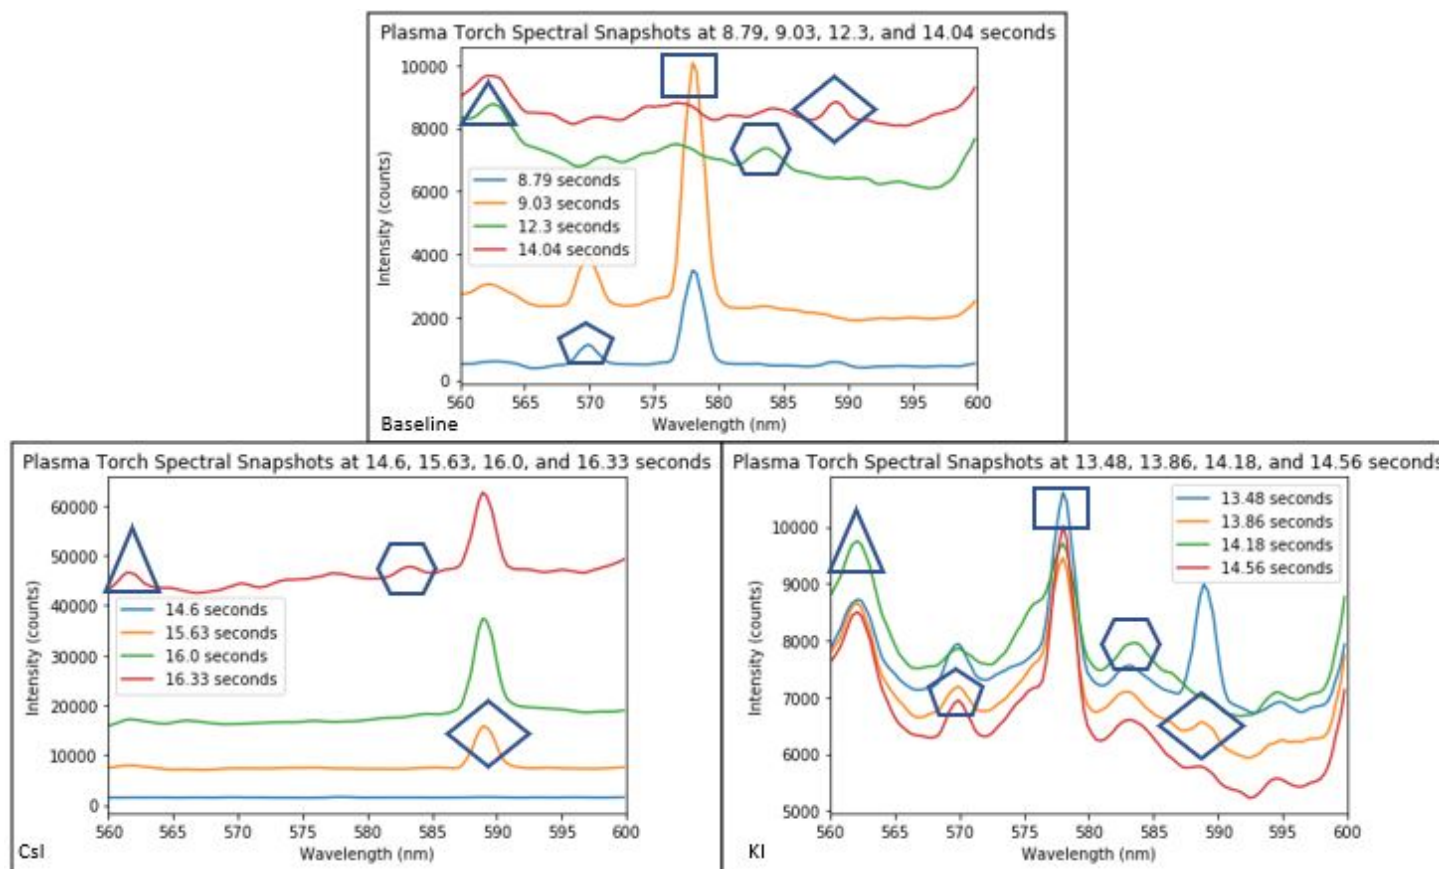 Plasma Torch Spectral Snapshots at 8.79, 9.03, 12.3, and 14.04 seconds
10000
8000
6000
4000
2000
0
Intensity (counts)
8.79 seconds
9.03 seconds
12.3 seconds
14.04 seconds
560 565 570 575 580 585 590 595 600
Wavelength (nm)
Baseline
Plasma Torch Spectral Snapshots at 14.6, 15.63, 16.0, and 16.33 seconds
60000
50000
40000
30000
20000
10000
0
Intensity (counts)
14.6 seconds
15.63 seconds
16.0 seconds
16.33 seconds
560 565 570 575 580 585 590 595 600
Wavelength (nm)
CsI
Plasma Torch Spectral Snapshots at 13.48, 13.86, 14.18, and 14.56 seconds
10000
9000
8000
7000
6000
5000
Intensity (counts)
13.48 seconds
13.86 seconds
14.18 seconds
14.56 seconds
560 565 570 575 580 585 590 595 600
Wavelength (nm)
KI